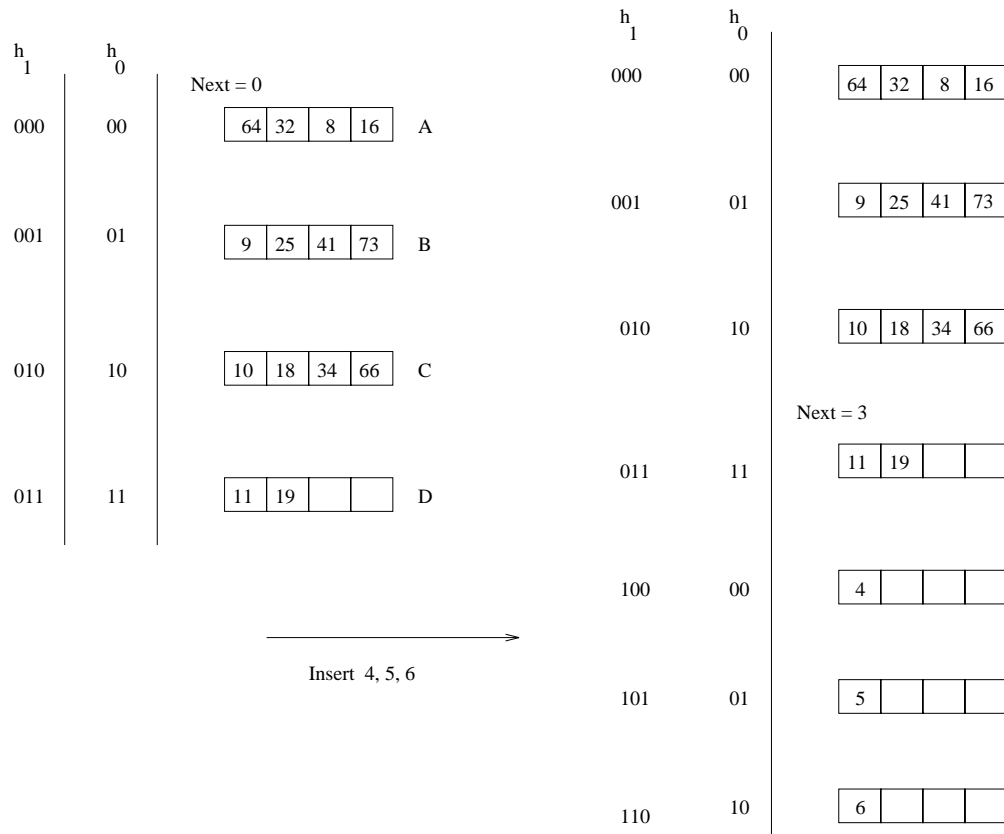 h1 h0
Next = 0
000 00 64 32 8 16 A
001 01 9 25 41 73 B
010 10 10 18 34 66 C
011 11 11 19 D
Insert 4, 5, 6
h1 h0
000 00 64 32 8 16
001 01 9 25 41 73
010 10 10 18 34 66
Next = 3
011 11 11 19
100 00 4
101 01 5
110 10 6